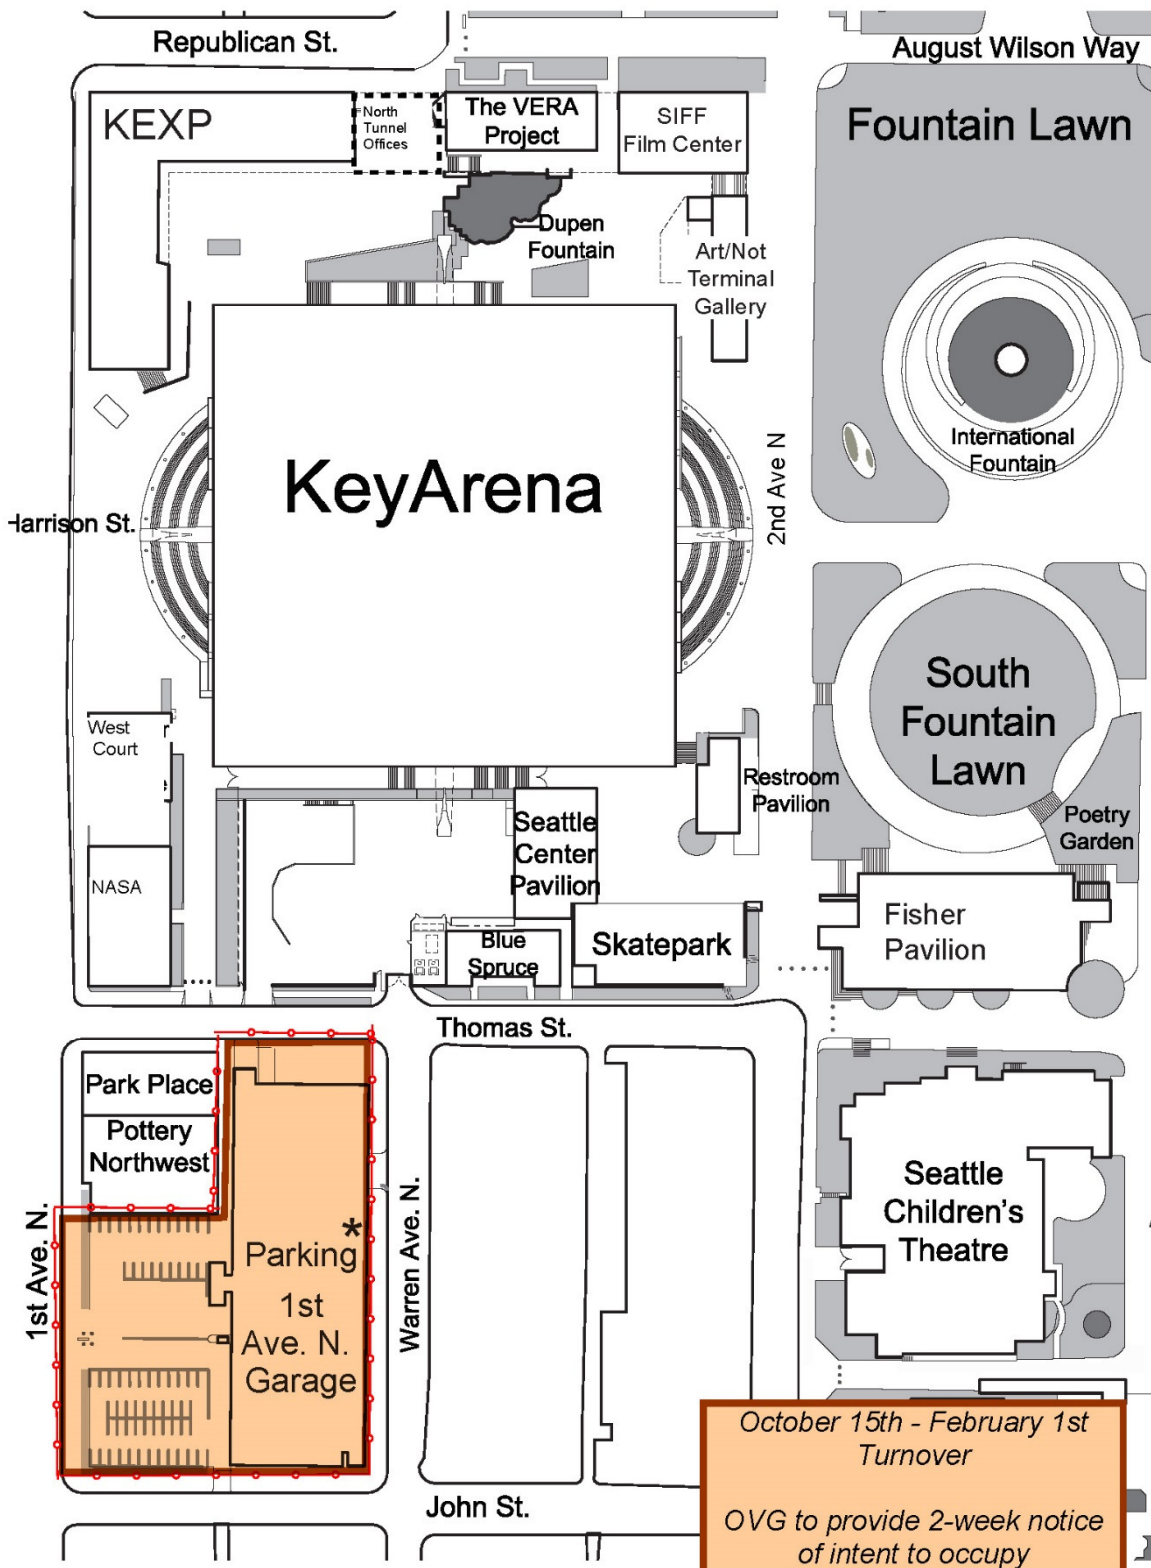 Republican St.
August Wilson Way
KEXP
North
Tunnel
Offices
The VERA
Project
SIFF
Film Center
Fountain Lawn
Dupen
Fountain
Art/Not
Terminal
Gallery
International
Fountain
KeyArena
Harrison St.
2nd Ave N
South
Fountain
Lawn
West
Court
Restroom
Pavilion
Poetry
Garden
Seattle
Center
Pavilion
NASA
Blue
Spruce
Skatepark
Fisher
Pavilion
Thomas St.
Park Place
Pottery
Northwest
1st Ave. N.
*
Parking
1st
Ave. N.
Garage
Warren Ave. N.
Seattle
Children's
Theatre
John St.
October 15th - February 1st
Turnover
OVG to provide 2-week notice
of intent to occupy